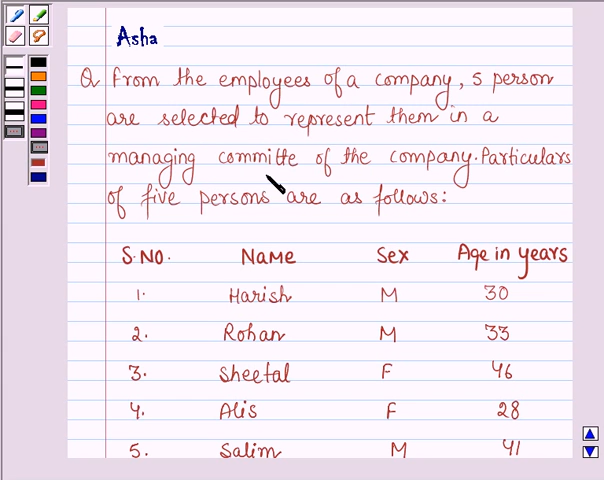 Asha
Q From the employees of a company, 5 person
are selected to represent them in a
managing committe of the company. Particulars
of five persons are as follows:
S.NO. Name Sex Age in years
1. Harish M 30
2. Rohan M 33
3. Sheetal F 46
4. Alis F 28
5. Salim M 41